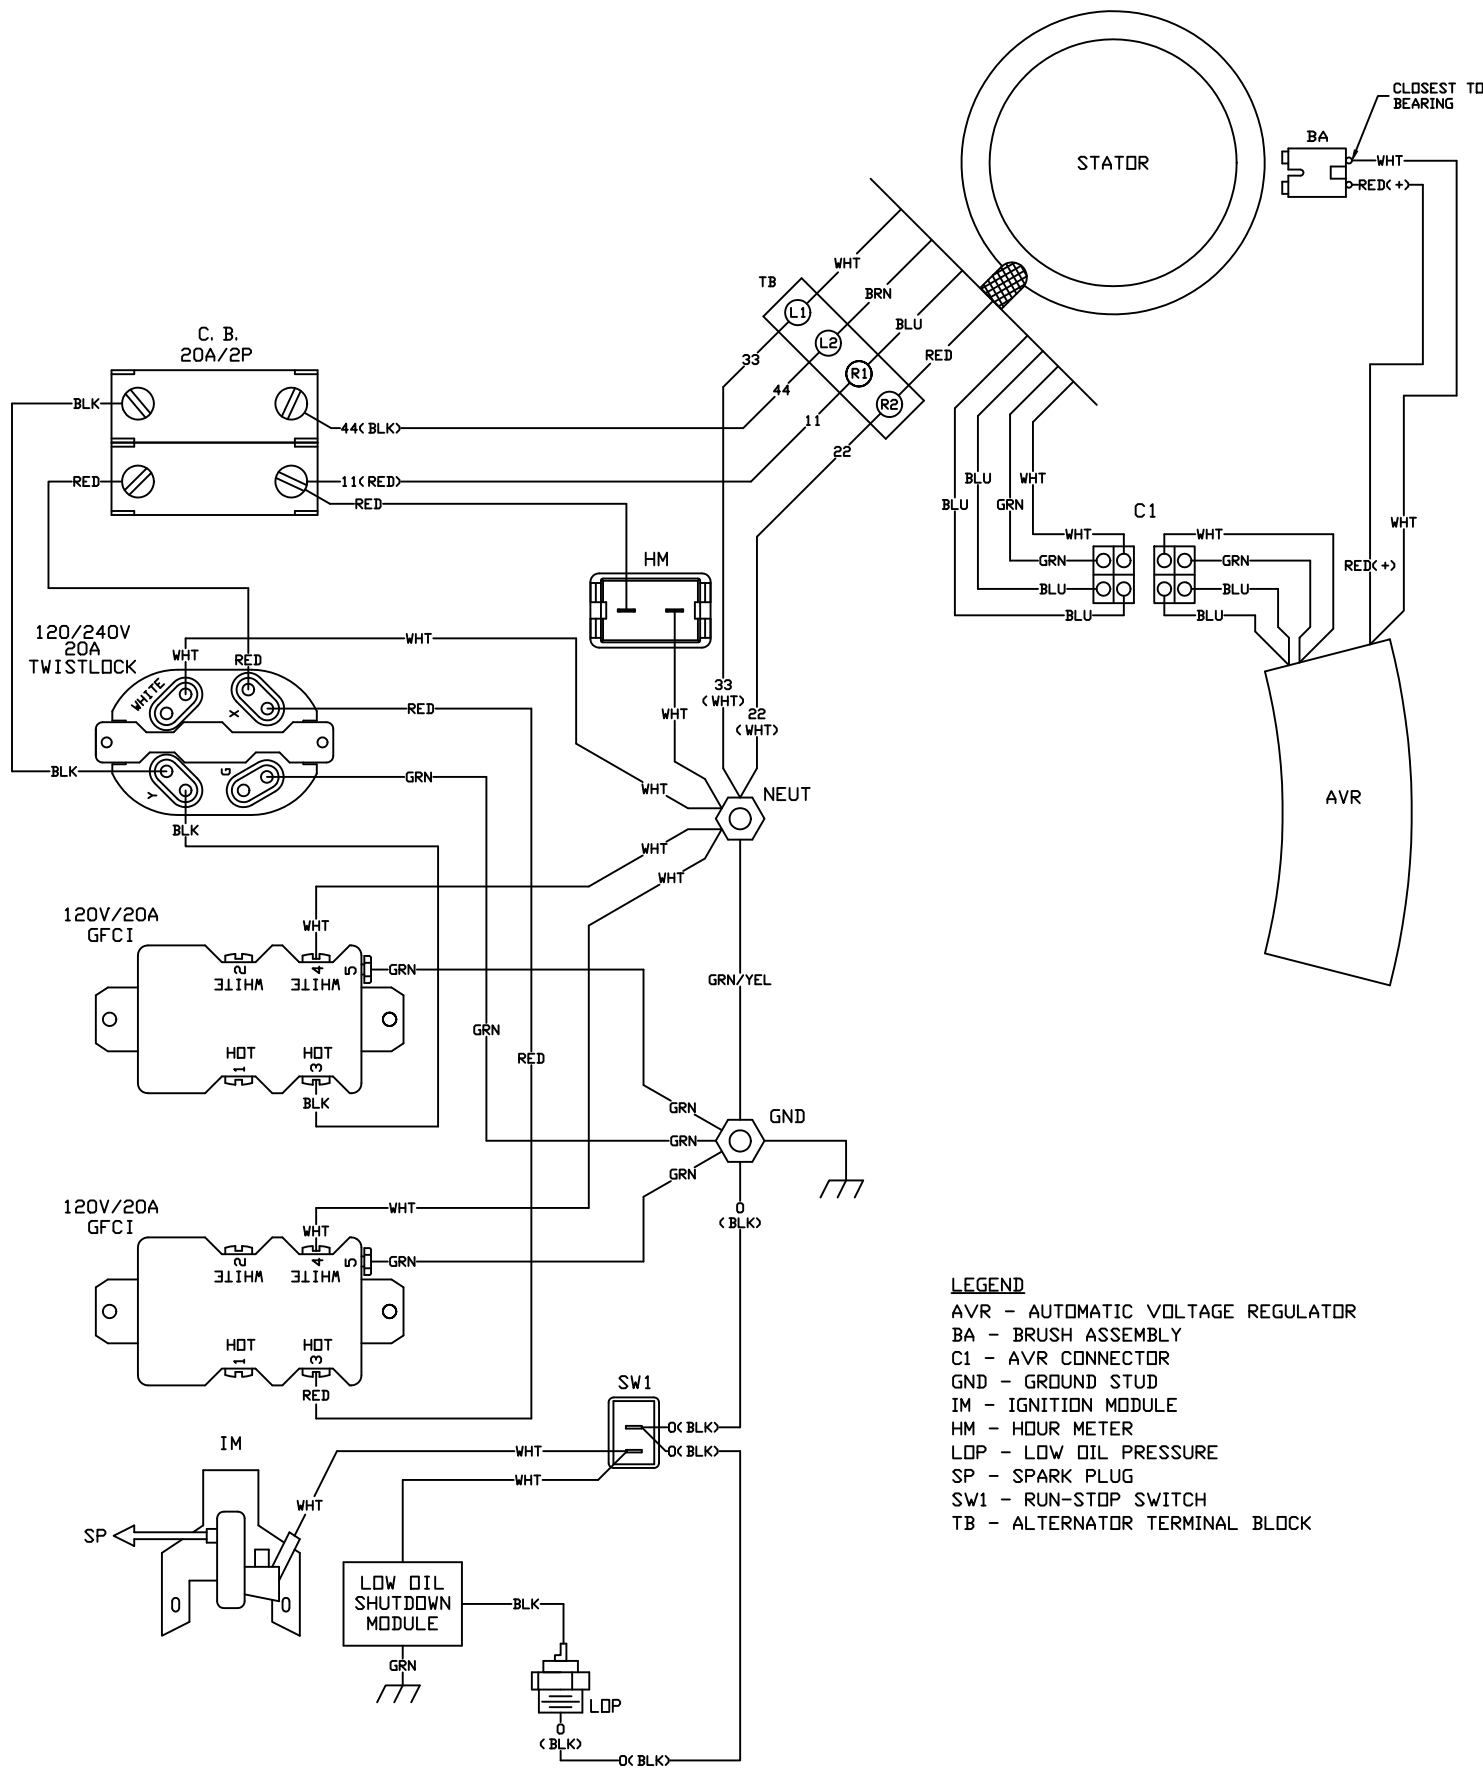 CLOSEST TO
BEARING
BA
WHT
RED(+)
STATOR
WHT
TB
BRN
L1
BLU
C. B.
20A/2P
L2
33
RED
R1
44
R2
BLK
44(BLK)
11
22
RED
11(RED)
RED
BLU
WHT
BLU
GRN
C1
WHT
WHT
WHT
HM
GRN
GRN
RED(+)
BLU
BLU
BLU
BLU
120/240V
20A
TWISTLOCK
WHT
WHT
RED
WHITE
X
RED
33
(WHT)
WHT
22
(WHT)
BLK
G
GRN
Y
WHT
NEUT
AVR
BLK
WHT
WHT
120V/20A
GFCI
WHT
2
4
5
GRN
WHITE
WHITE
GRN/YEL
GRN
HOT
HOT
RED
1
3
BLK
GRN
GND
GRN
GRN
120V/20A
GFCI
WHT
0
(BLK)
WHT
2
4
5
GRN
WHITE
WHITE
HOT
HOT
1
3
RED
SW1
0(BLK)
IM
WHT
0(BLK)
WHT
WHT
SP
LOW OIL
SHUTDOWN
MODULE
BLK
GRN
LOP
0
(BLK)
0(BLK)
LEGEND
AVR - AUTOMATIC VOLTAGE REGULATOR
BA - BRUSH ASSEMBLY
C1 - AVR CONNECTOR
GND - GROUND STUD
IM - IGNITION MODULE
HM - HOUR METER
LOP - LOW OIL PRESSURE
SP - SPARK PLUG
SW1 - RUN-STOP SWITCH
TB - ALTERNATOR TERMINAL BLOCK